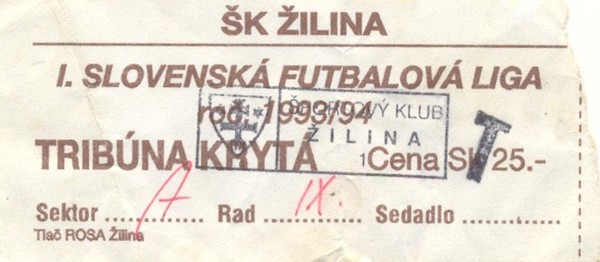 ŠK ŽILINA
I. SLOVENSKÁ FUTBALOVÁ LIGA
roč. 1993/94
ŠPORTOVÝ KLUB
ŽILINA
1
TRIBÚNA KRYTÁ Cena Sk 25.-
T
Sektor ..... A ..... Rad ..... IX. ..... Sedadlo .....
Tlač ROSA Žilina